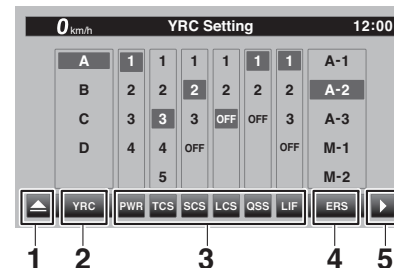 0 km/h YRC Setting 12:00
A 1 1 1 1 1 1 A-1
B 2 2 2 2 2 2 A-2
C 3 3 3 OFF OFF 3 A-3
D 4 4 OFF OFF M-1
5 M-2
YRC PWR TCS SCS LCS QSS LIF ERS
1 2 3 4 5